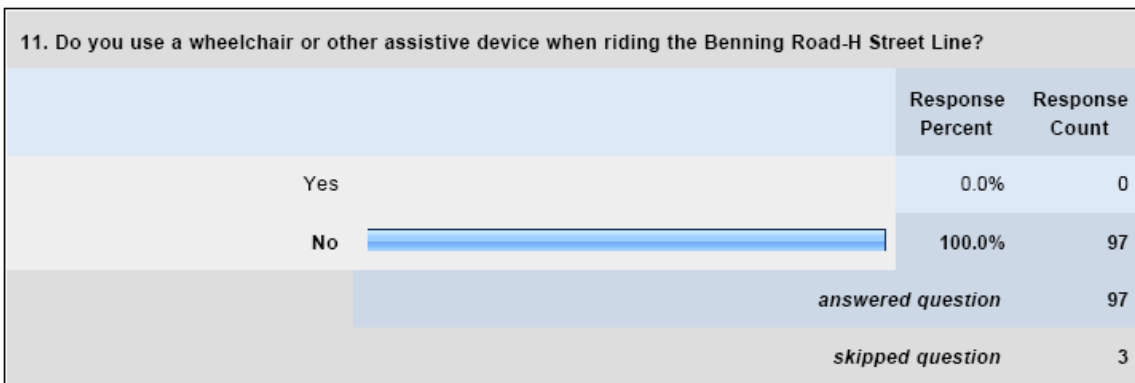 11. Do you use a wheelchair or other assistive device when riding the Benning Road-H Street Line?
Response Percent Response Count
Yes 0.0% 0
No 100.0% 97
answered question 97
skipped question 3